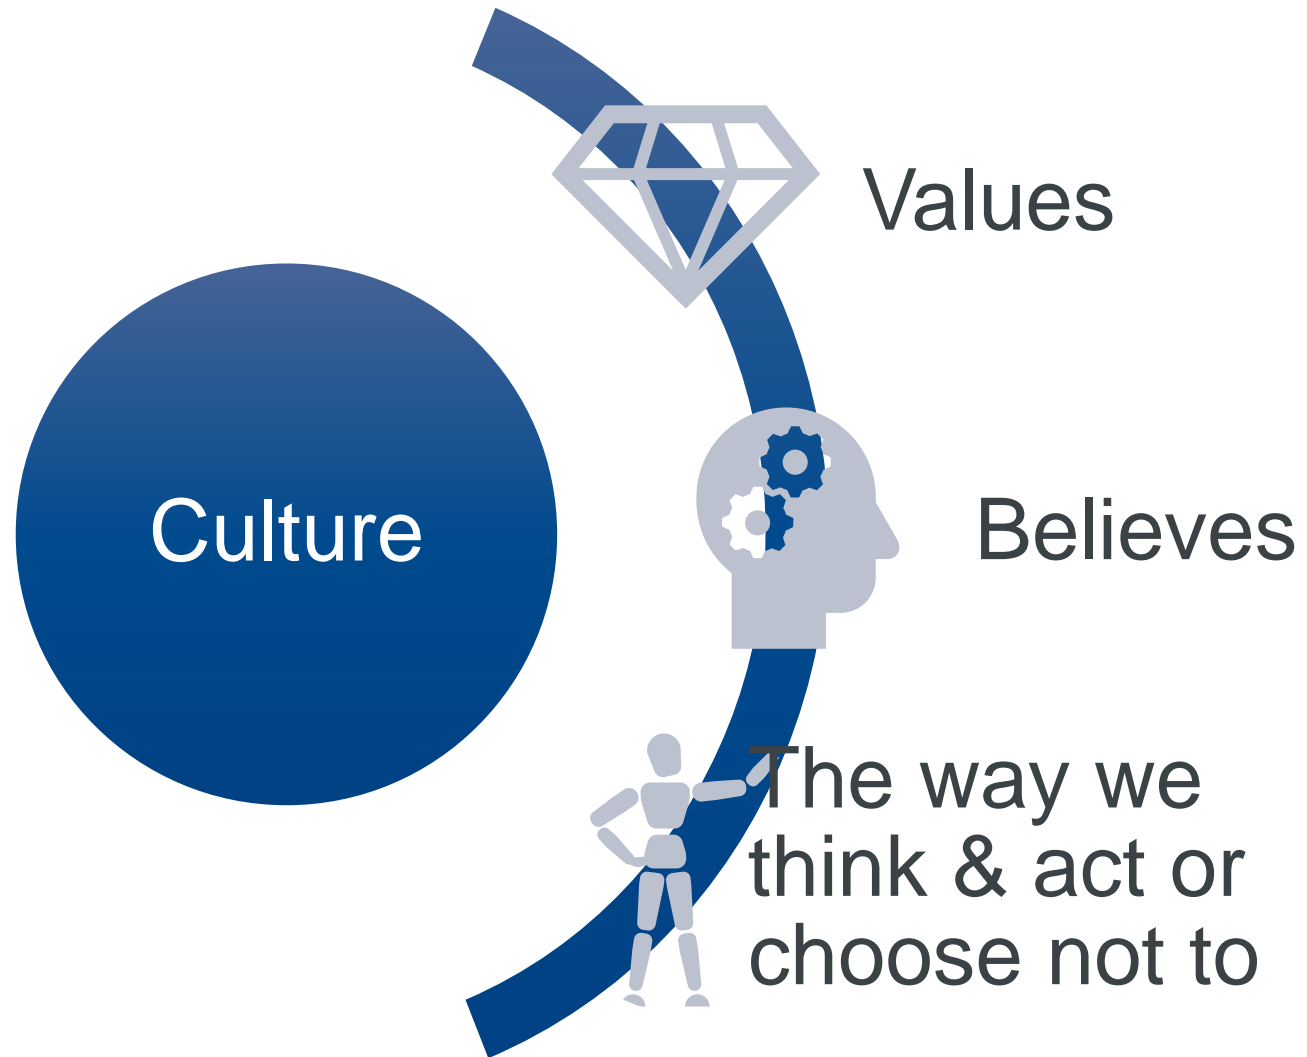 Values
Culture
Believes
The way we
think & act or
choose not to